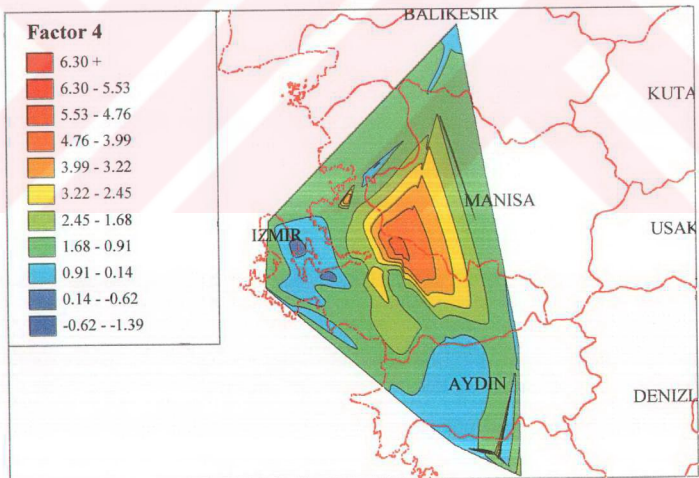 Factor 4
6.30 +
6.30 - 5.53
5.53 - 4.76
4.76 - 3.99
3.99 - 3.22
3.22 - 2.45
2.45 - 1.68
1.68 - 0.91
0.91 - 0.14
0.14 - -0.62
-0.62 - -1.39
BALIKESIR
KUTA
MANISA
USAK
IZMIR
AYDIN
DENIZL